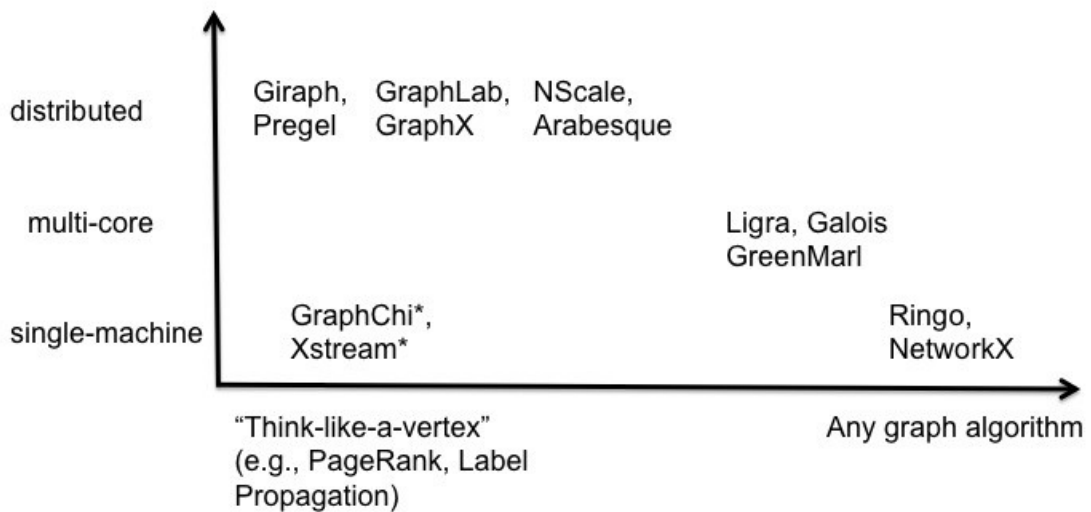 distributed
Giraph, GraphLab, NScale,
Pregel GraphX Arabesque
multi-core
Ligra, Galois
GreenMarl
single-machine
GraphChi*,
Xstream*
Ringo,
NetworkX
“Think-like-a-vertex”
(e.g., PageRank, Label
Propagation)
Any graph algorithm